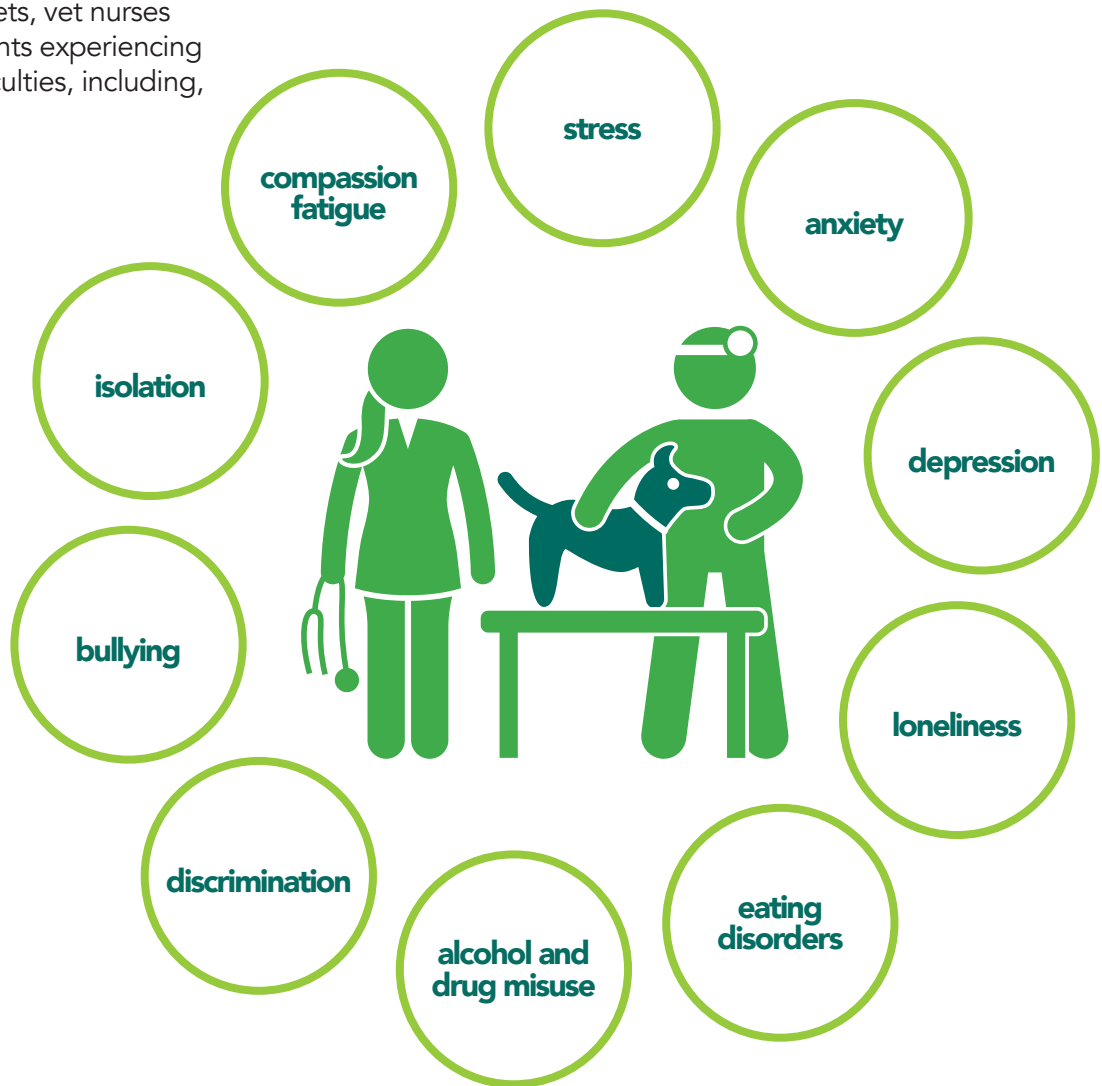 ets, vet nurses
nts experiencing
culties, including,
stress
anxiety
depression
loneliness
eating
disorders
alcohol and
drug misuse
discrimination
bullying
isolation
compassion
fatigue